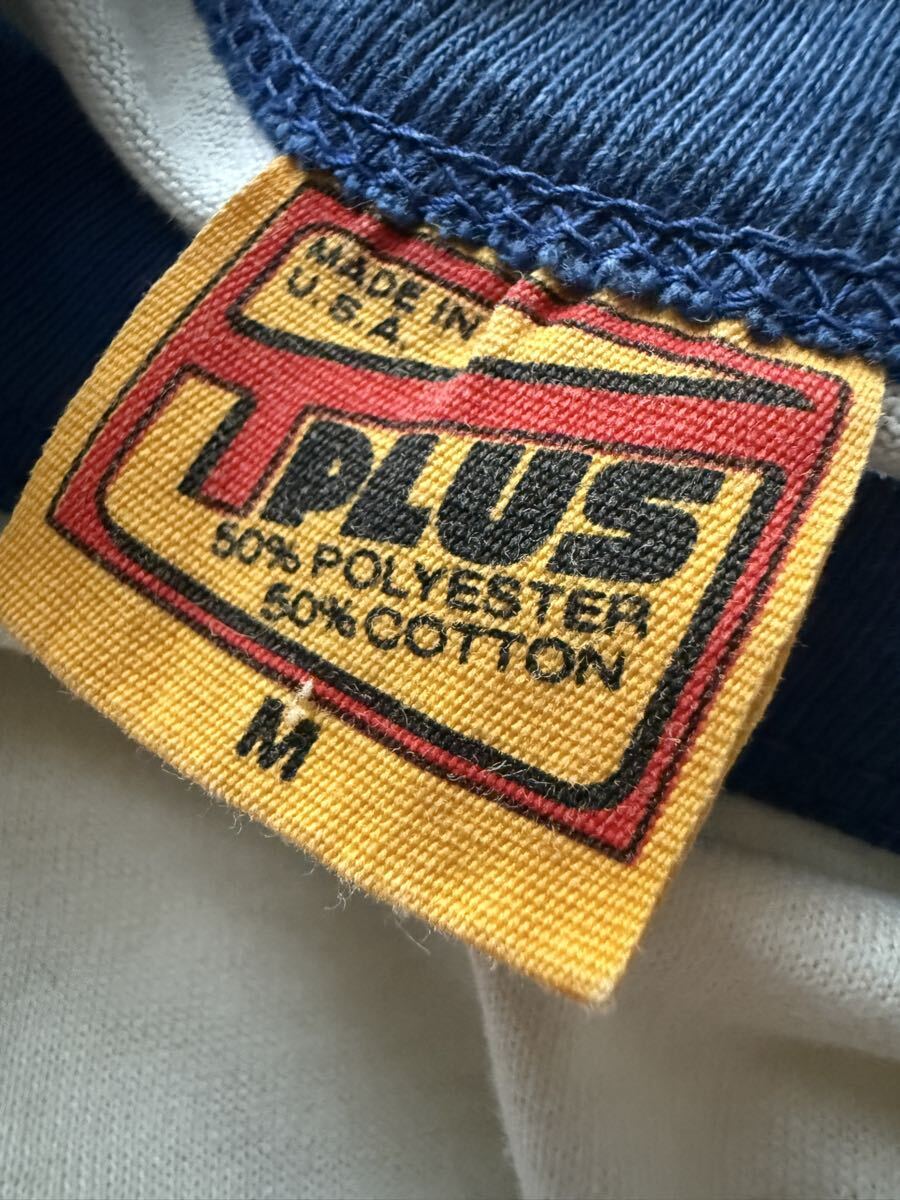 MADE IN
U.S.A.
T PLUS
50% POLYESTER
50% COTTON
M